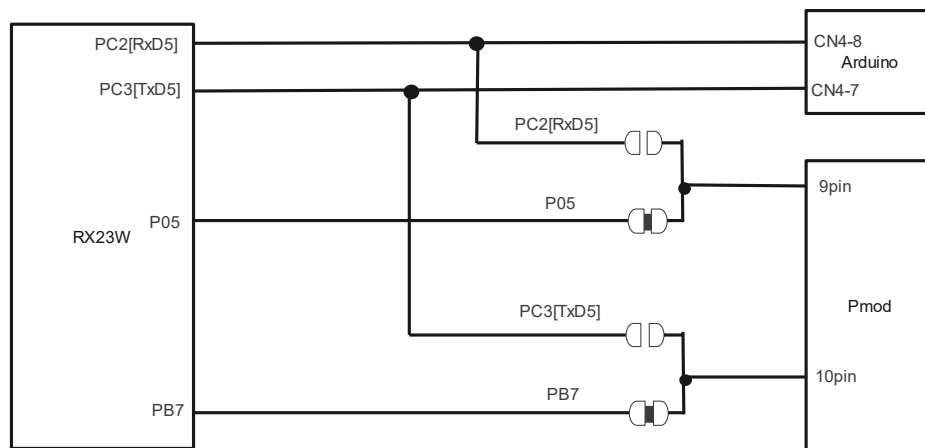 PC2[RxD5]
CN4-8
Arduino
PC3[TxD5]
CN4-7
PC2[RxD5]
9pin
P05
P05
RX23W
PC3[TxD5]
Pmod
10pin
PB7
PB7